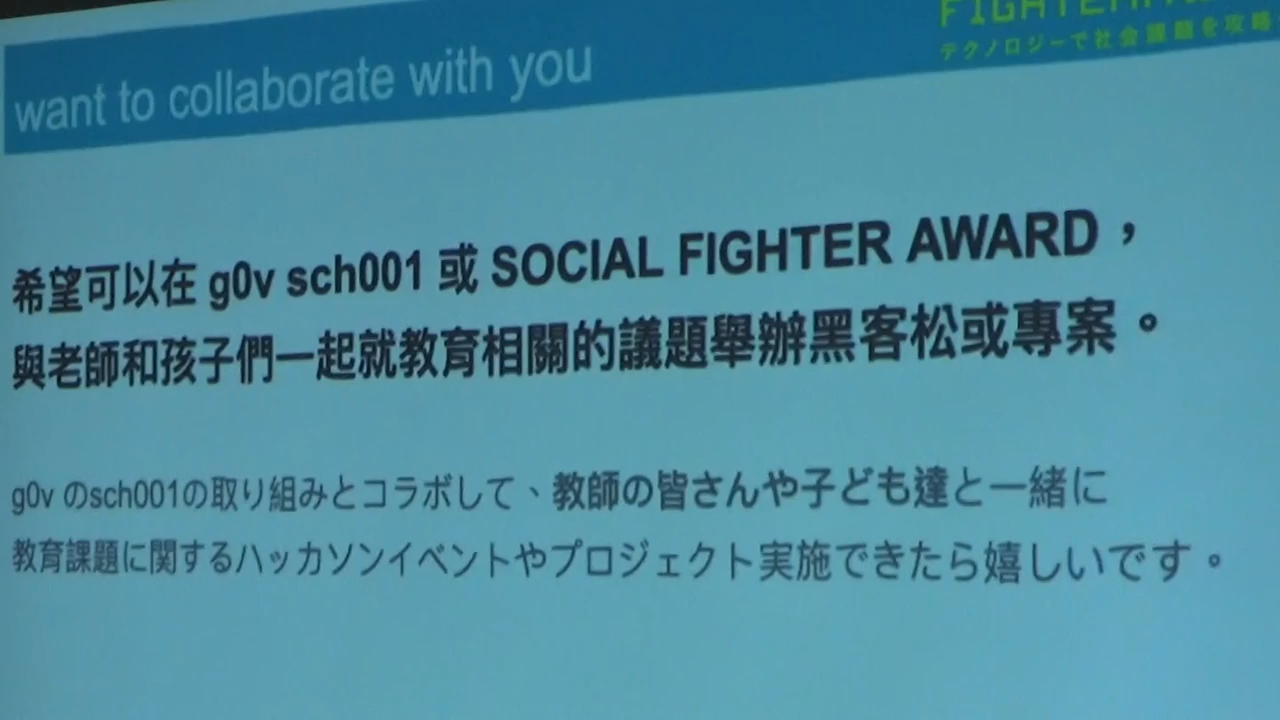 テクノロジーで社会課題を攻略
want to collaborate with you
希望可以在 g0v sch001 或 SOCIAL FIGHTER AWARD，
與老師和孩子們一起就教育相關的議題舉辦黑客松或專案。
g0v のsch001の取り組みとコラボして、教師の皆さんや子ども達と一緒に
教育課題に関するハッカソンイベントやプロジェクト実施できたら嬉しいです。